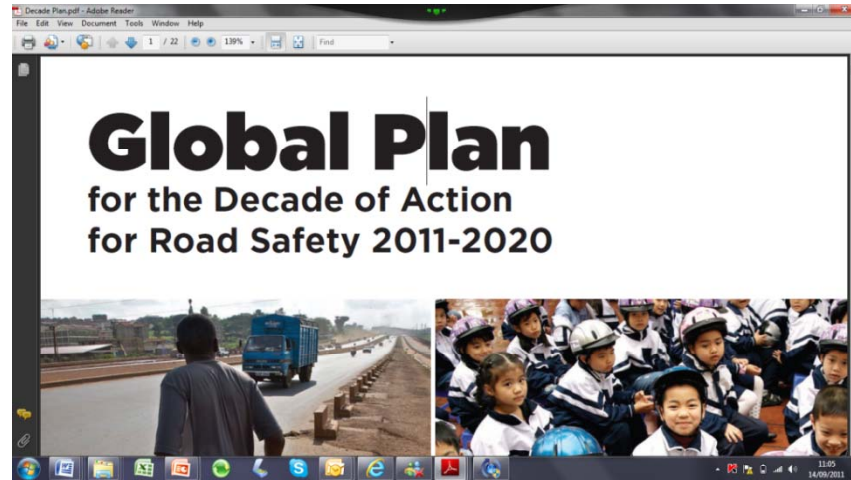 Decade Plan.pdf - Adobe Reader
File Edit View Document Tools Window Help
1 / 22 139% Find
Global Plan
for the Decade of Action
for Road Safety 2011-2020
11:05
14/09/2011